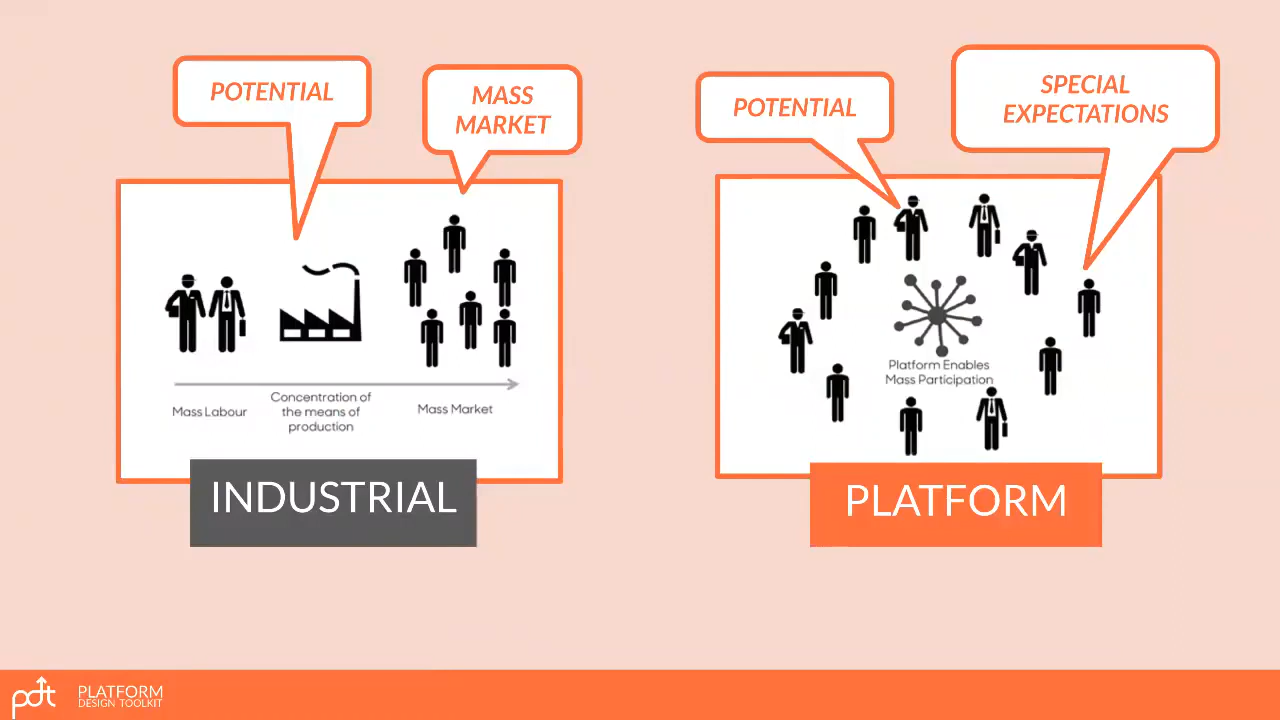 POTENTIAL
MASS
MARKET
Mass Labour
Concentration of
the means of
production
Mass Market
INDUSTRIAL
POTENTIAL
SPECIAL
EXPECTATIONS
Platform Enables
Mass Participation
PLATFORM
pdt
PLATFORM
DESIGN TOOLKIT